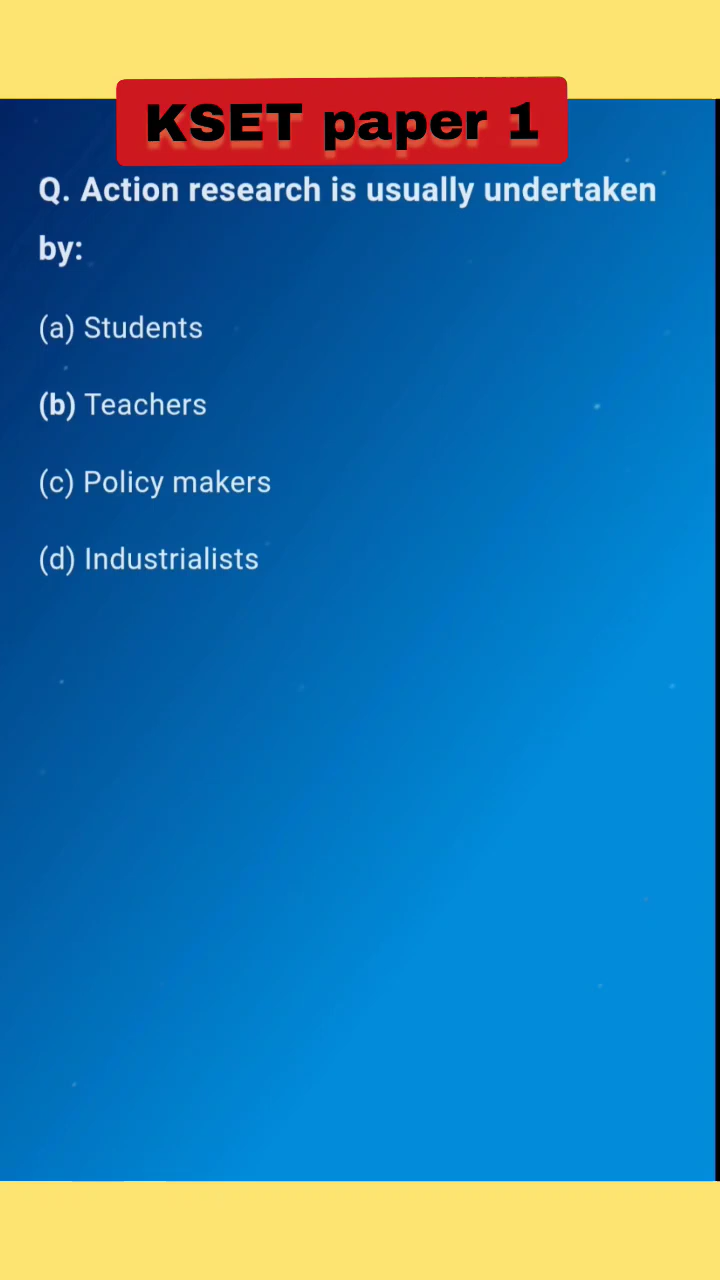 KSET paper 1
Q. Action research is usually undertaken
by:
(a) Students
(b) Teachers
(c) Policy makers
(d) Industrialists